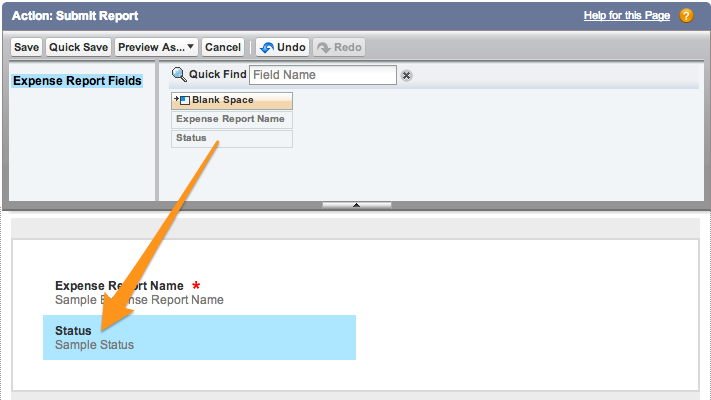 Action: Submit Report
Help for this Page ?
Save Quick Save Preview As... Cancel Undo Redo
Expense Report Fields
Quick Find Field Name
Blank Space
Expense Report Name
Status
Expense Report Name *
Sample Expense Report Name
Status
Sample Status